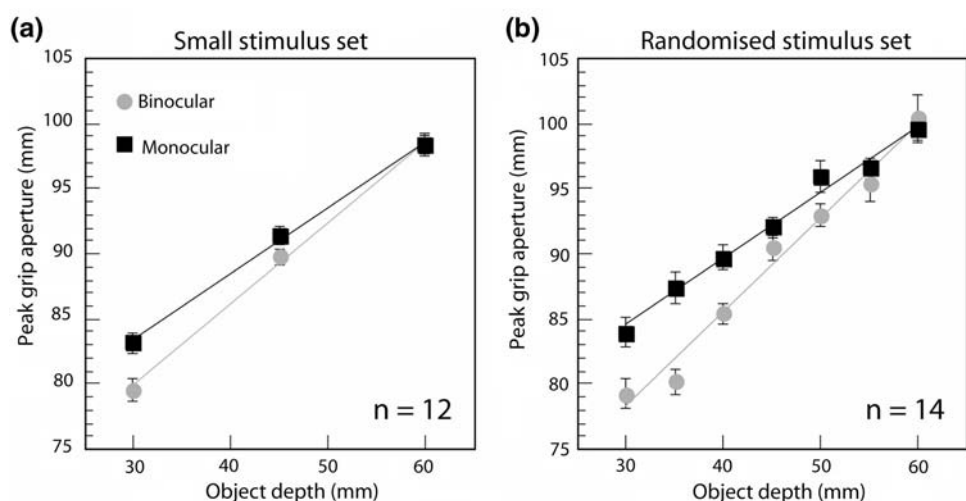 (a)
Small stimulus set
105
100
95
90
85
80
75
Peak grip aperture (mm)
Binocular
Monocular
n = 12
30
40
50
60
Object depth (mm)
(b)
Randomised stimulus set
105
100
95
90
85
80
75
Peak grip aperture (mm)
n = 14
30
40
50
60
Object depth (mm)